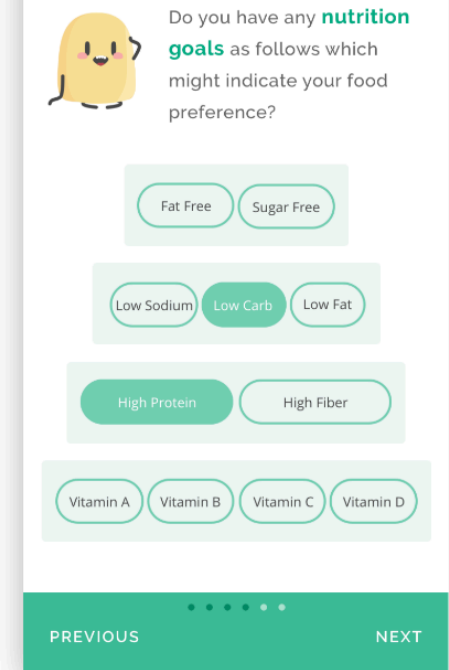 Do you have any nutrition
goals as follows which
might indicate your food
preference?
Fat Free Sugar Free
Low Sodium Low Carb Low Fat
High Protein High Fiber
Vitamin A Vitamin B Vitamin C Vitamin D
PREVIOUS NEXT